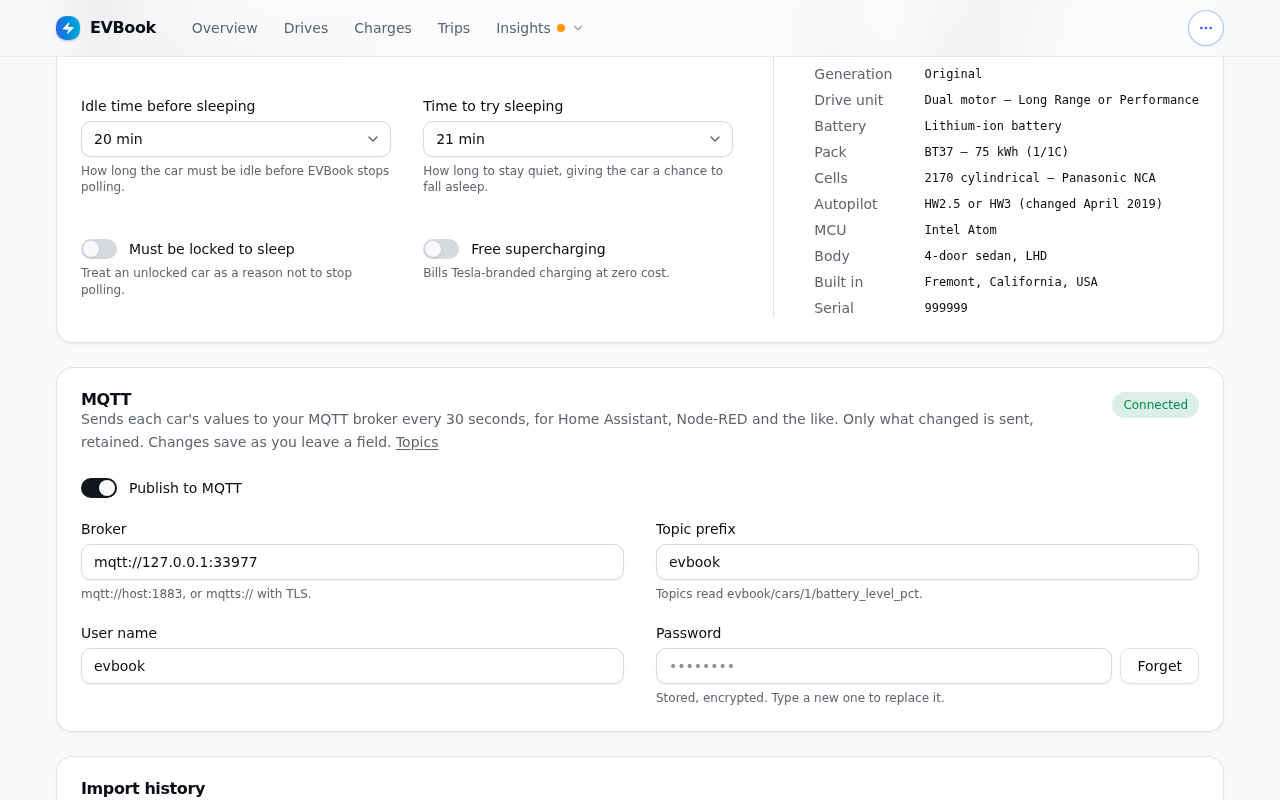 EVBook Overview Drives Charges Trips Insights
Idle time before sleeping
20 min
How long the car must be idle before EVBook stops
polling.
Time to try sleeping
21 min
How long to stay quiet, giving the car a chance to
fall asleep.
Must be locked to sleep
Treat an unlocked car as a reason not to stop
polling.
Free supercharging
Bills Tesla-branded charging at zero cost.
Generation Original
Drive unit Dual motor — Long Range or Performance
Battery Lithium-ion battery
Pack BT37 — 75 kWh (1/1C)
Cells 2170 cylindrical — Panasonic NCA
Autopilot HW2.5 or HW3 (changed April 2019)
MCU Intel Atom
Body 4-door sedan, LHD
Built in Fremont, California, USA
Serial 999999
MQTT
Sends each car's values to your MQTT broker every 30 seconds, for Home Assistant, Node-RED and the like. Only what changed is sent,
retained. Changes save as you leave a field. Topics
Connected
Publish to MQTT
Broker
mqtt://127.0.0.1:33977
mqtt://host:1883, or mqtts:// with TLS.
Topic prefix
evbook
Topics read evbook/cars/1/battery_level_pct.
User name
evbook
Password
••••••••
Forget
Stored, encrypted. Type a new one to replace it.
Import history